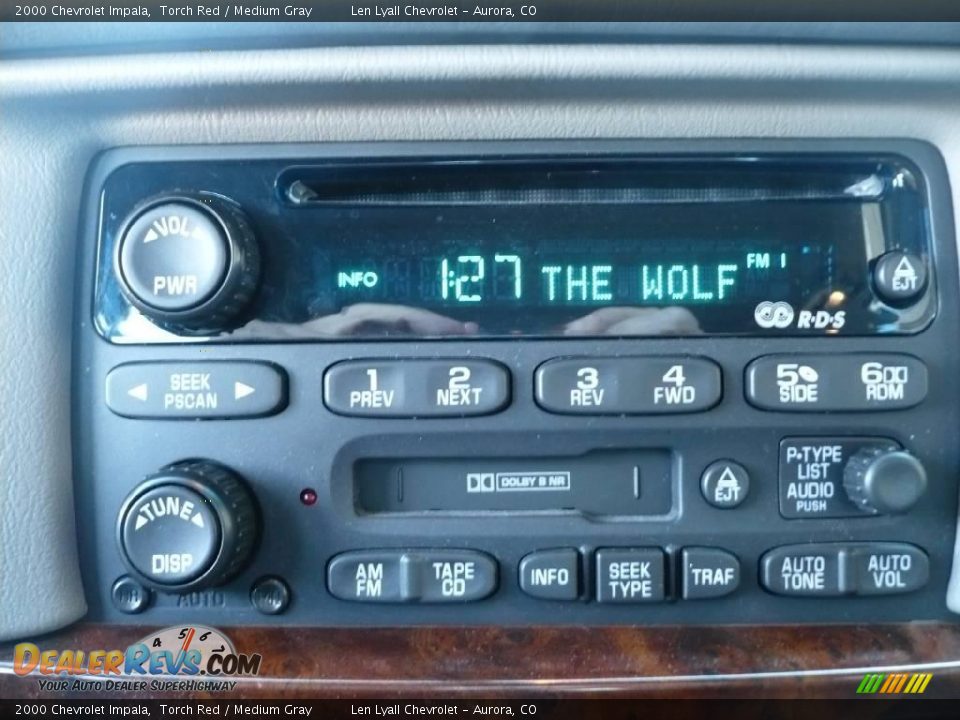 2000 Chevrolet Impala, Torch Red / Medium Gray Len Lyall Chevrolet - Aurora, CO
VOL
PWR
INFO 1:27 THE WOLF FM 1
EJT
R·D·S
SEEK
PSCAN
1 PREV
2 NEXT
3 REV
4 FWD
5 SIDE
6 RDM
TUNE
DISP
AUTO
DOLBY B NR
EJT
P-TYPE
LIST
AUDIO
PUSH
AM
FM
TAPE
CD
INFO
SEEK
TYPE
TRAF
AUTO
TONE
AUTO
VOL
4 5 6
DealerRevs.com
Your Auto Dealer SuperHighway
2000 Chevrolet Impala, Torch Red / Medium Gray Len Lyall Chevrolet - Aurora, CO